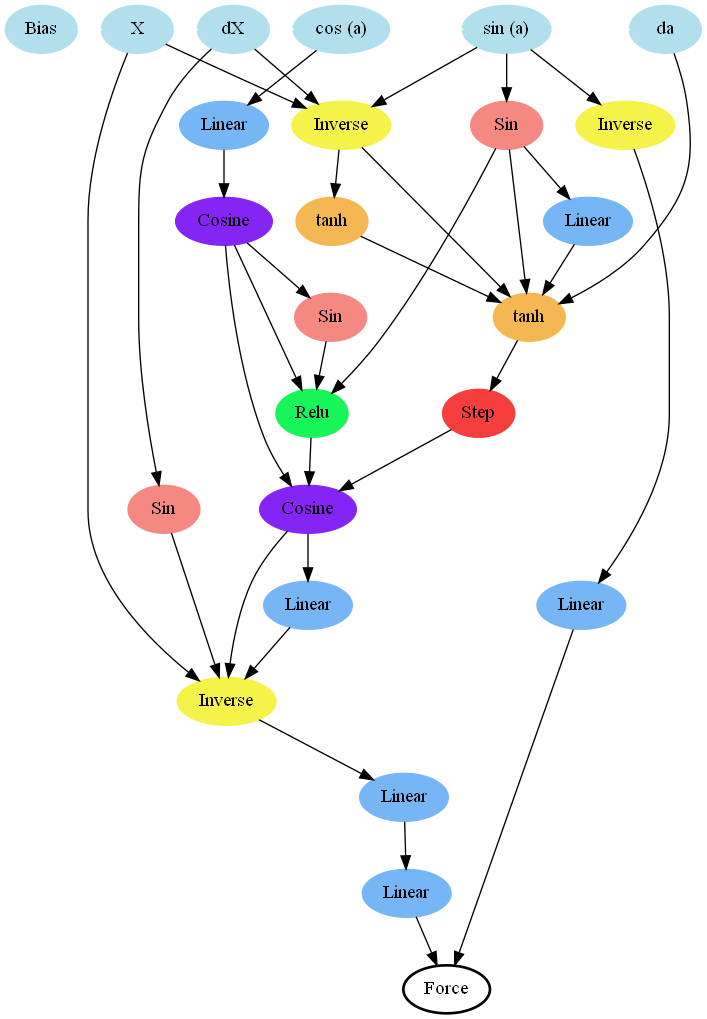 Bias
X
dX
cos (a)
sin (a)
da
Linear
Inverse
Sin
Inverse
Cosine
tanh
Linear
Sin
tanh
Relu
Step
Sin
Cosine
Linear
Linear
Inverse
Linear
Linear
Force